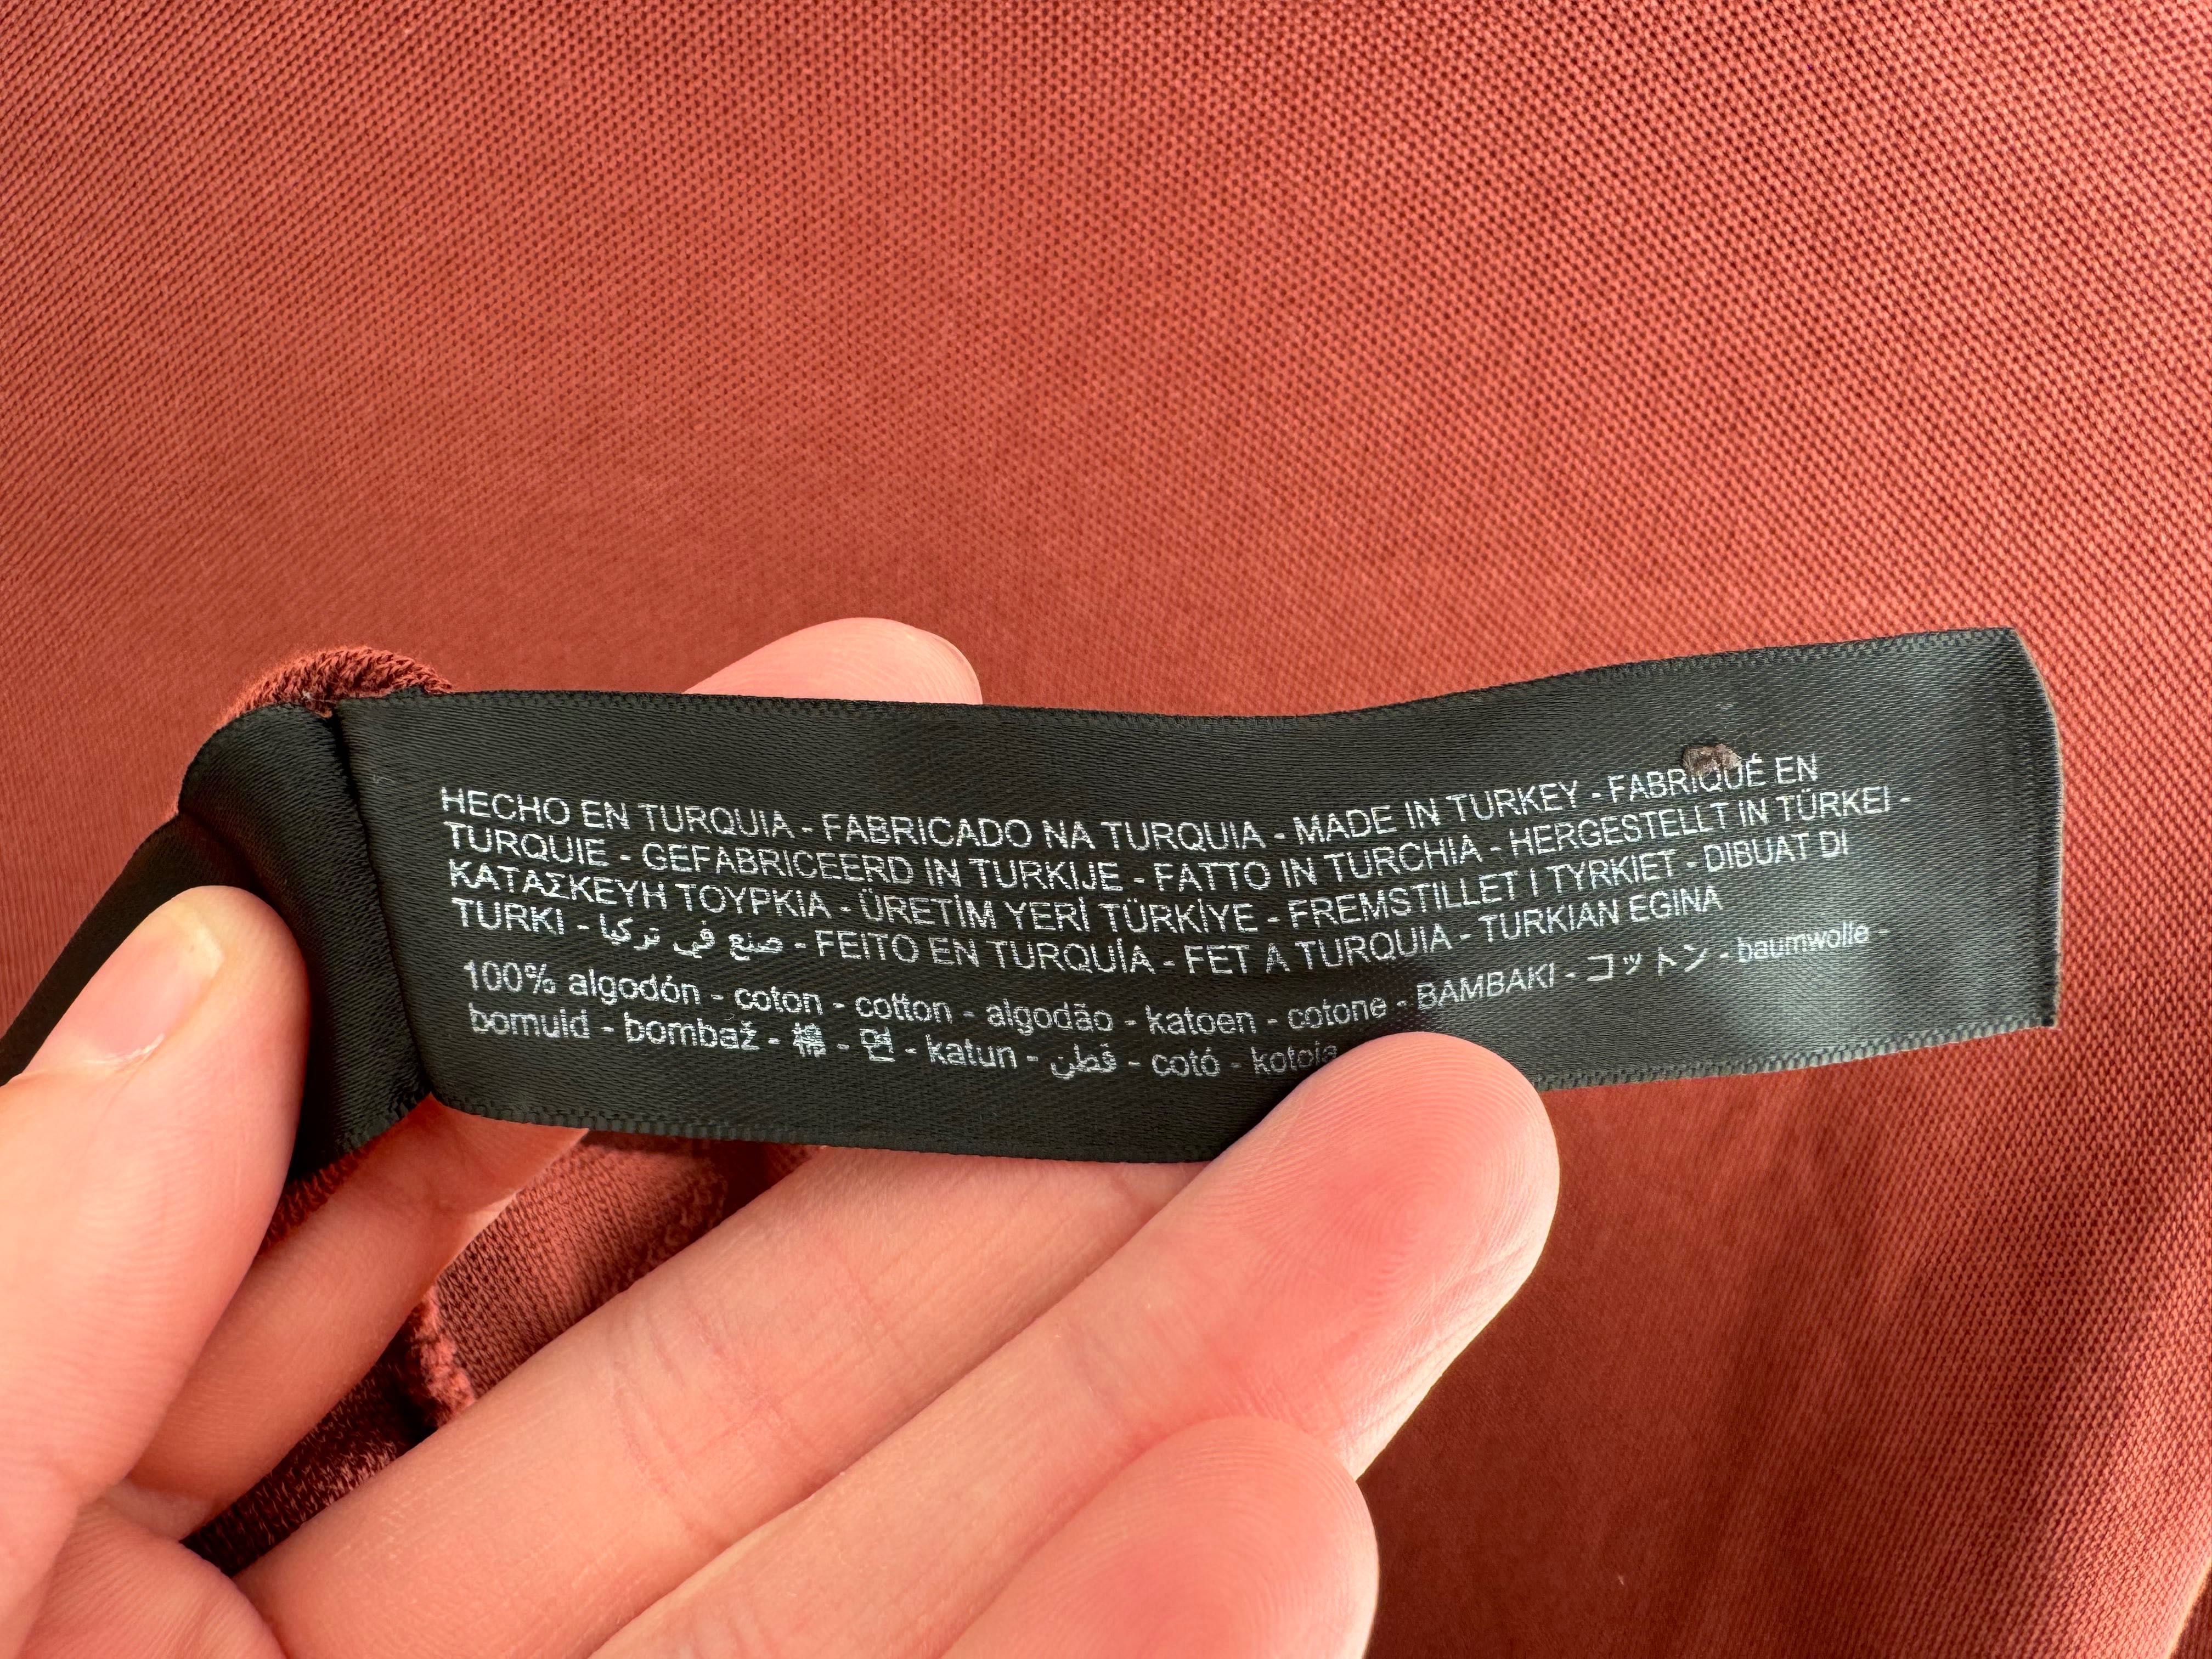 HECHO EN TURQUIA - FABRICADO NA TURQUIA - MADE IN TURKEY - FABRIQUÉ EN
TURQUIE - GEFABRICEERD IN TURKIJE - FATTO IN TURCHIA - HERGESTELLT IN TÜRKEI -
ΚΑΤΑΣΚΕΥΗ ΤΟΥΡΚΙΑ - ÜRETİM YERİ TÜRKİYE - FREMSTILLET I TYRKIET - DIBUAT DI
TURKI - صنع في تركيا - FEITO EN TURQUÍA - FET A TURQUIA - TURKIAN EGINA
100% algodón - coton - cotton - algodão - katoen - cotone - BAMBAKI - コットン - baumwolle -
bomuld - bombaž - 棉 - 면 - katun - قطن - cotó - kotoia